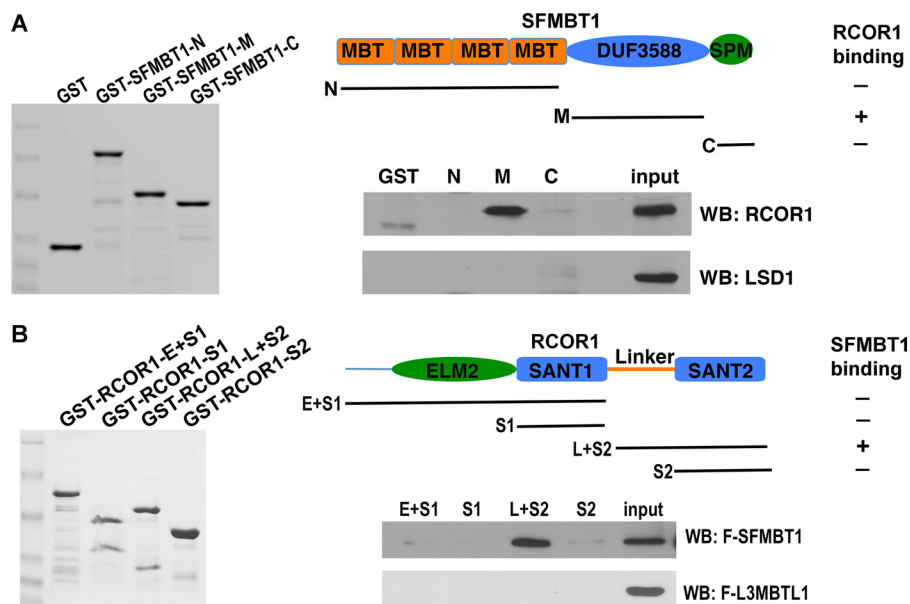 A
GST
GST-SFMBT1-N
GST-SFMBT1-M
GST-SFMBT1-C
SFMBT1
MBT MBT MBT MBT DUF3588 SPM
RCOR1
binding
N –
M +
C –
GST N M C input
WB: RCOR1
WB: LSD1
B
GST-RCOR1-E+S1
GST-RCOR1-S1
GST-RCOR1-L+S2
GST-RCOR1-S2
RCOR1
ELM2 SANT1 Linker SANT2
SFMBT1
binding
E+S1 –
S1 –
L+S2 +
S2 –
E+S1 S1 L+S2 S2 input
WB: F-SFMBT1
WB: F-L3MBTL1